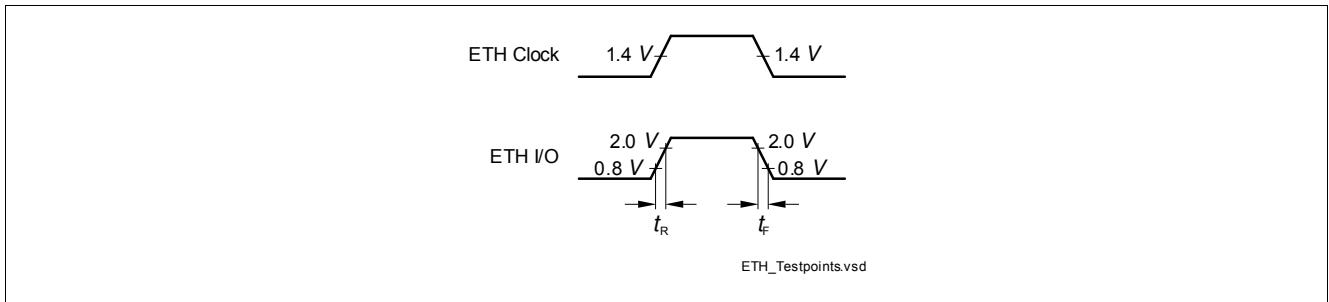 ETH Clock 1.4 V 1.4 V
2.0 V 2.0 V
ETH I/O
0.8 V 0.8 V
tR tF
ETH_Testpoints.vsd